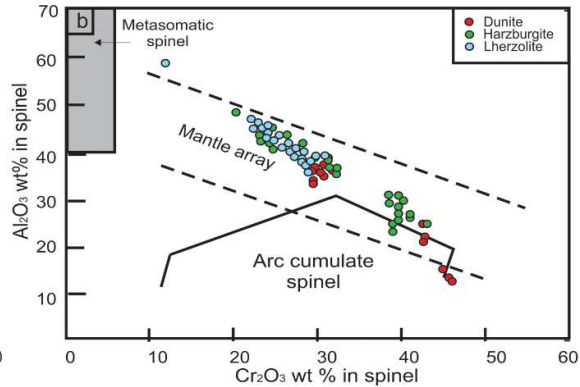 b
Metasomatic
spinel
Dunite
Harzburgite
Lherzolite
Mantle array
Arc cumulate
spinel
Al₂O₃ wt% in spinel
70
60
50
40
30
20
10
0
0
10
20
30
40
50
60
Cr₂O₃ wt % in spinel